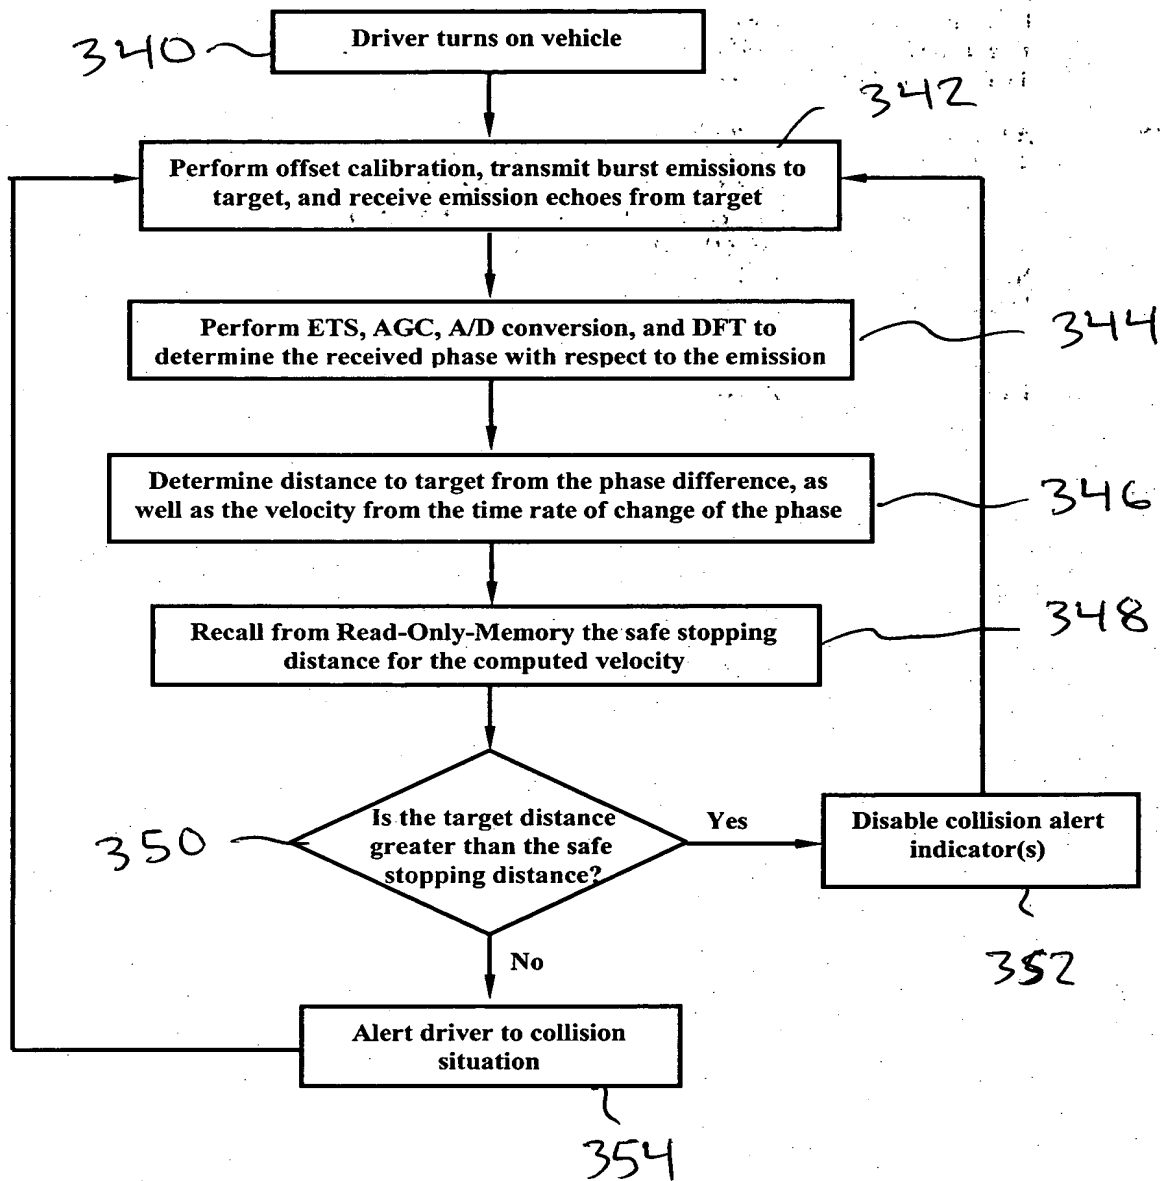 340
Driver turns on vehicle
342
Perform offset calibration, transmit burst emissions to
target, and receive emission echoes from target
Perform ETS, AGC, A/D conversion, and DFT to
determine the received phase with respect to the emission
344
Determine distance to target from the phase difference, as
well as the velocity from the time rate of change of the phase
346
Recall from Read-Only-Memory the safe stopping
distance for the computed velocity
348
350
Is the target distance
greater than the safe
stopping distance?
Yes
Disable collision alert
indicator(s)
352
No
Alert driver to collision
situation
354